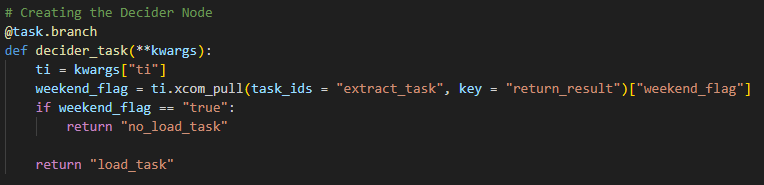 # Creating the Decider Node
@task.branch
def decider_task(**kwargs):
    ti = kwargs["ti"]
    weekend_flag = ti.xcom_pull(task_ids = "extract_task", key = "return_result")["weekend_flag"]
    if weekend_flag == "true":
        return "no_load_task"

    return "load_task"